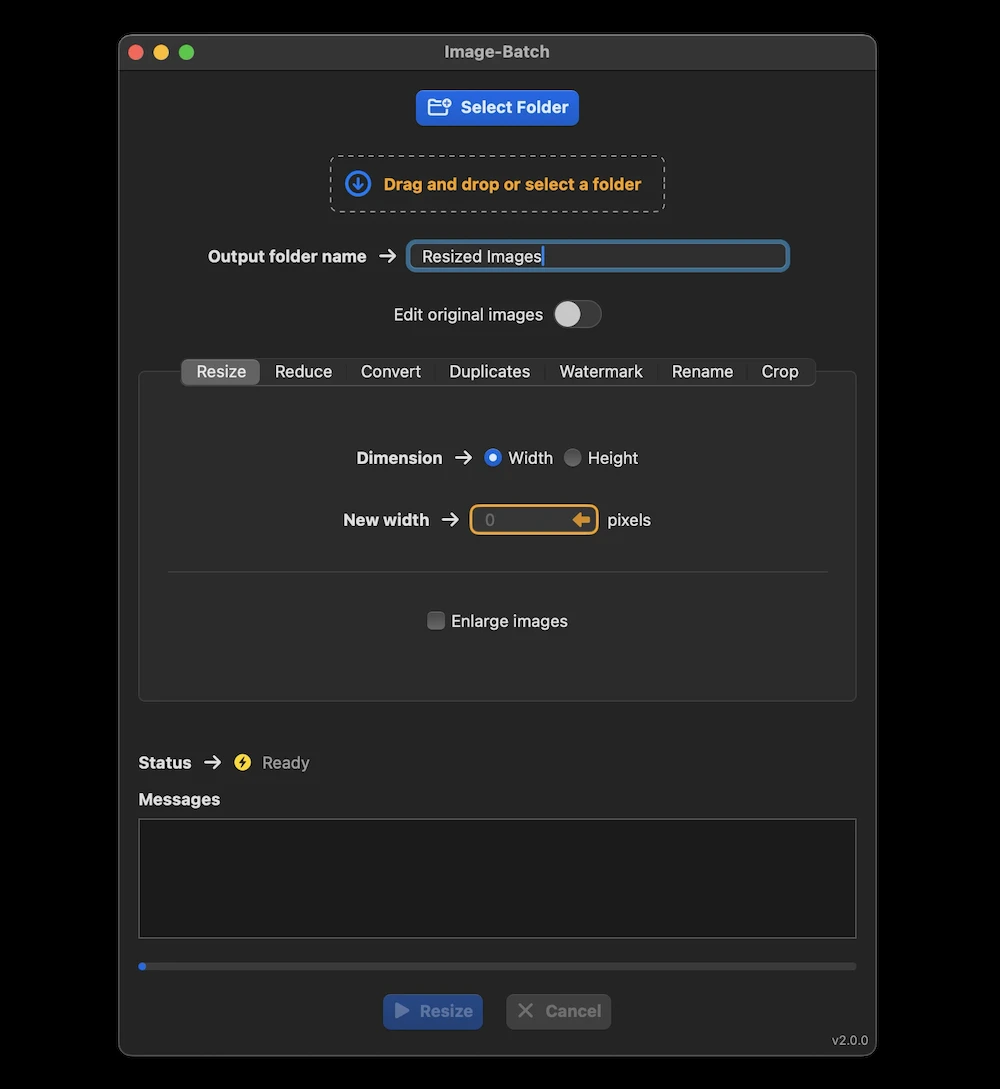 Image-Batch
Select Folder
Drag and drop or select a folder
Output folder name → Resized Images
Edit original images
Resize Reduce Convert Duplicates Watermark Rename Crop
Dimension → Width Height
New width → 0 pixels
Enlarge images
Status → Ready
Messages
Resize Cancel
v2.0.0